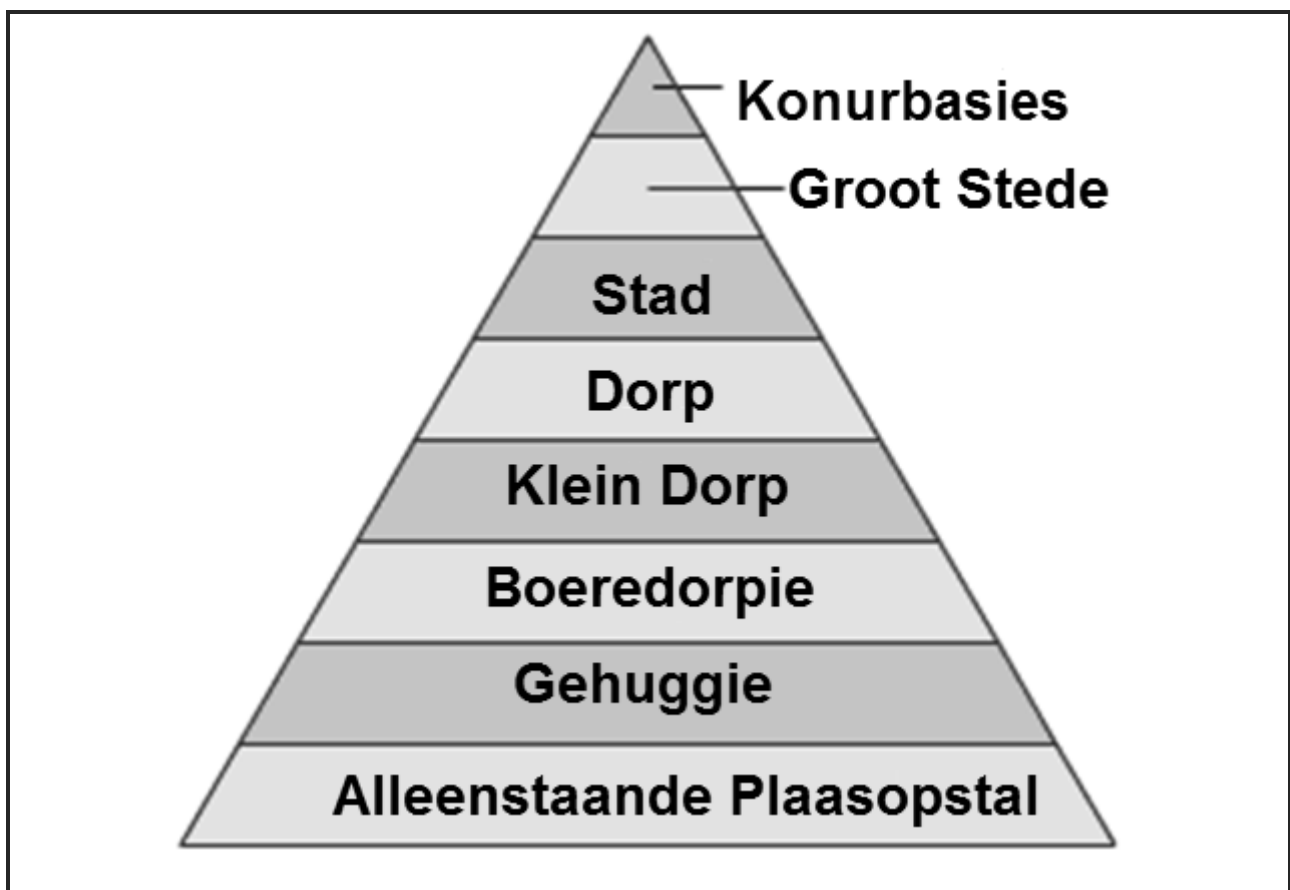 Konurbasies
Groot Stede
Stad
Dorp
Klein Dorp
Boeredorpie
Gehuggie
Alleenstaande Plaasopstal